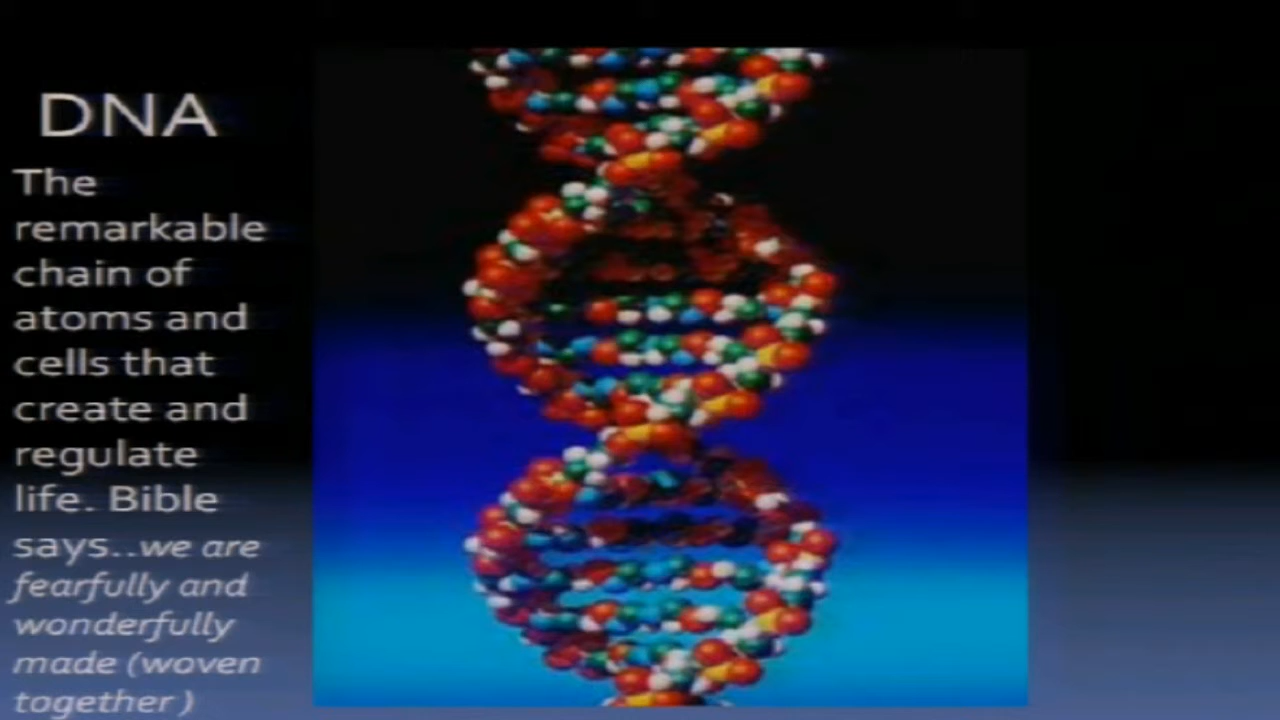 DNA
The
remarkable
chain of
atoms and
cells that
create and
regulate
life. Bible
says..we are
fearfully and
wonderfully
made (woven
together)